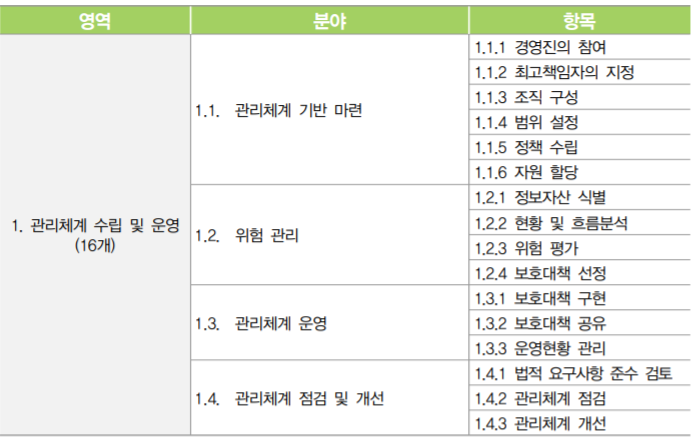 영역 분야 항목
1. 관리체계 수립 및 운영
(16개)
1.1. 관리체계 기반 마련
1.1.1 경영진의 참여
1.1.2 최고책임자의 지정
1.1.3 조직 구성
1.1.4 범위 설정
1.1.5 정책 수립
1.1.6 자원 할당
1.2. 위험 관리
1.2.1 정보자산 식별
1.2.2 현황 및 흐름분석
1.2.3 위험 평가
1.2.4 보호대책 선정
1.3. 관리체계 운영
1.3.1 보호대책 구현
1.3.2 보호대책 공유
1.3.3 운영현황 관리
1.4. 관리체계 점검 및 개선
1.4.1 법적 요구사항 준수 검토
1.4.2 관리체계 점검
1.4.3 관리체계 개선